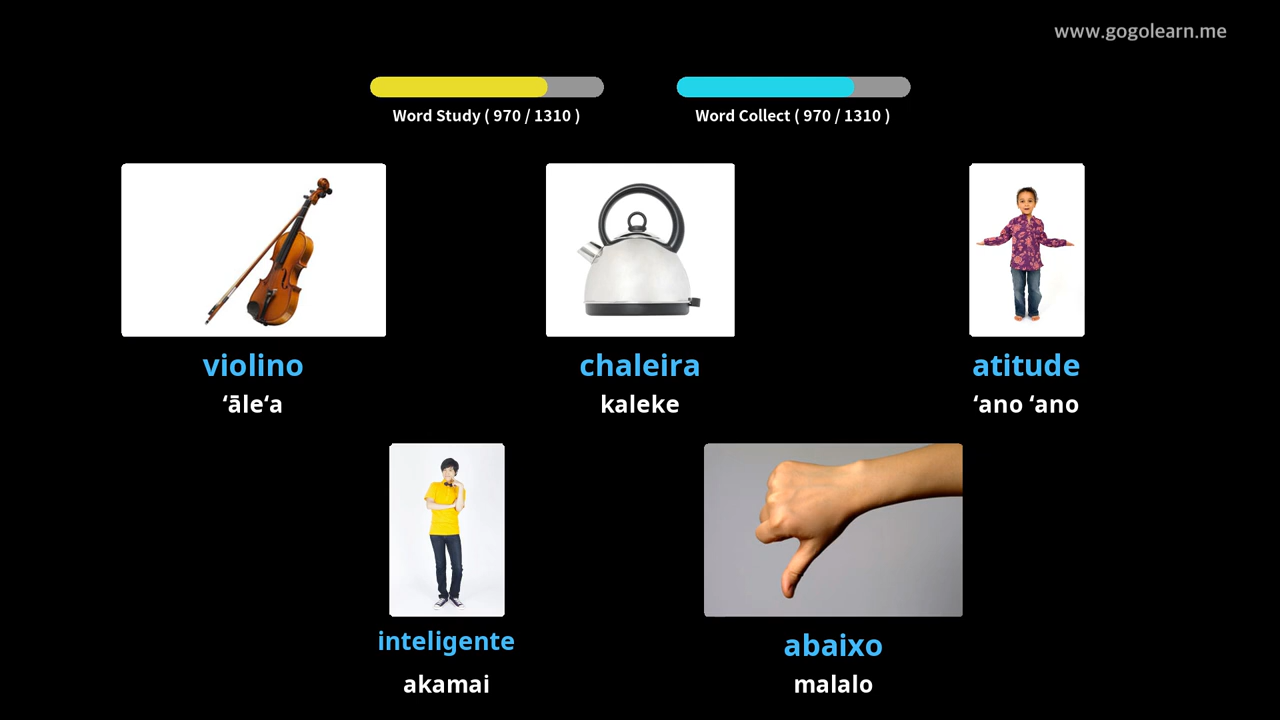 www.gogolearn.me
Word Study ( 970 / 1310 )
Word Collect ( 970 / 1310 )
violino
ʻāleʻa
chaleira
kaleke
atitude
ʻano ʻano
inteligente
akamai
abaixo
malalo